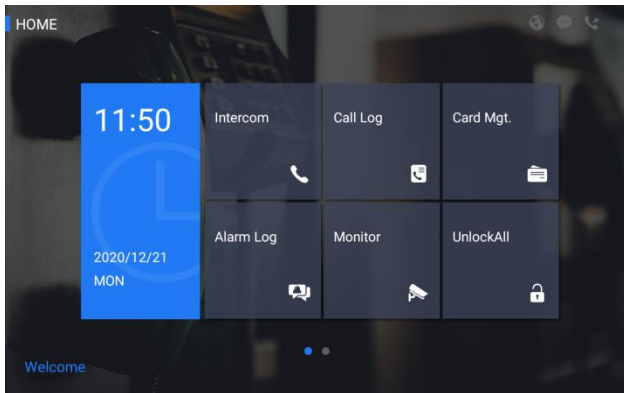 HOME
11:50
2020/12/21
MON
Intercom
Call Log
Card Mgt.
Alarm Log
Monitor
UnlockAll
Welcome